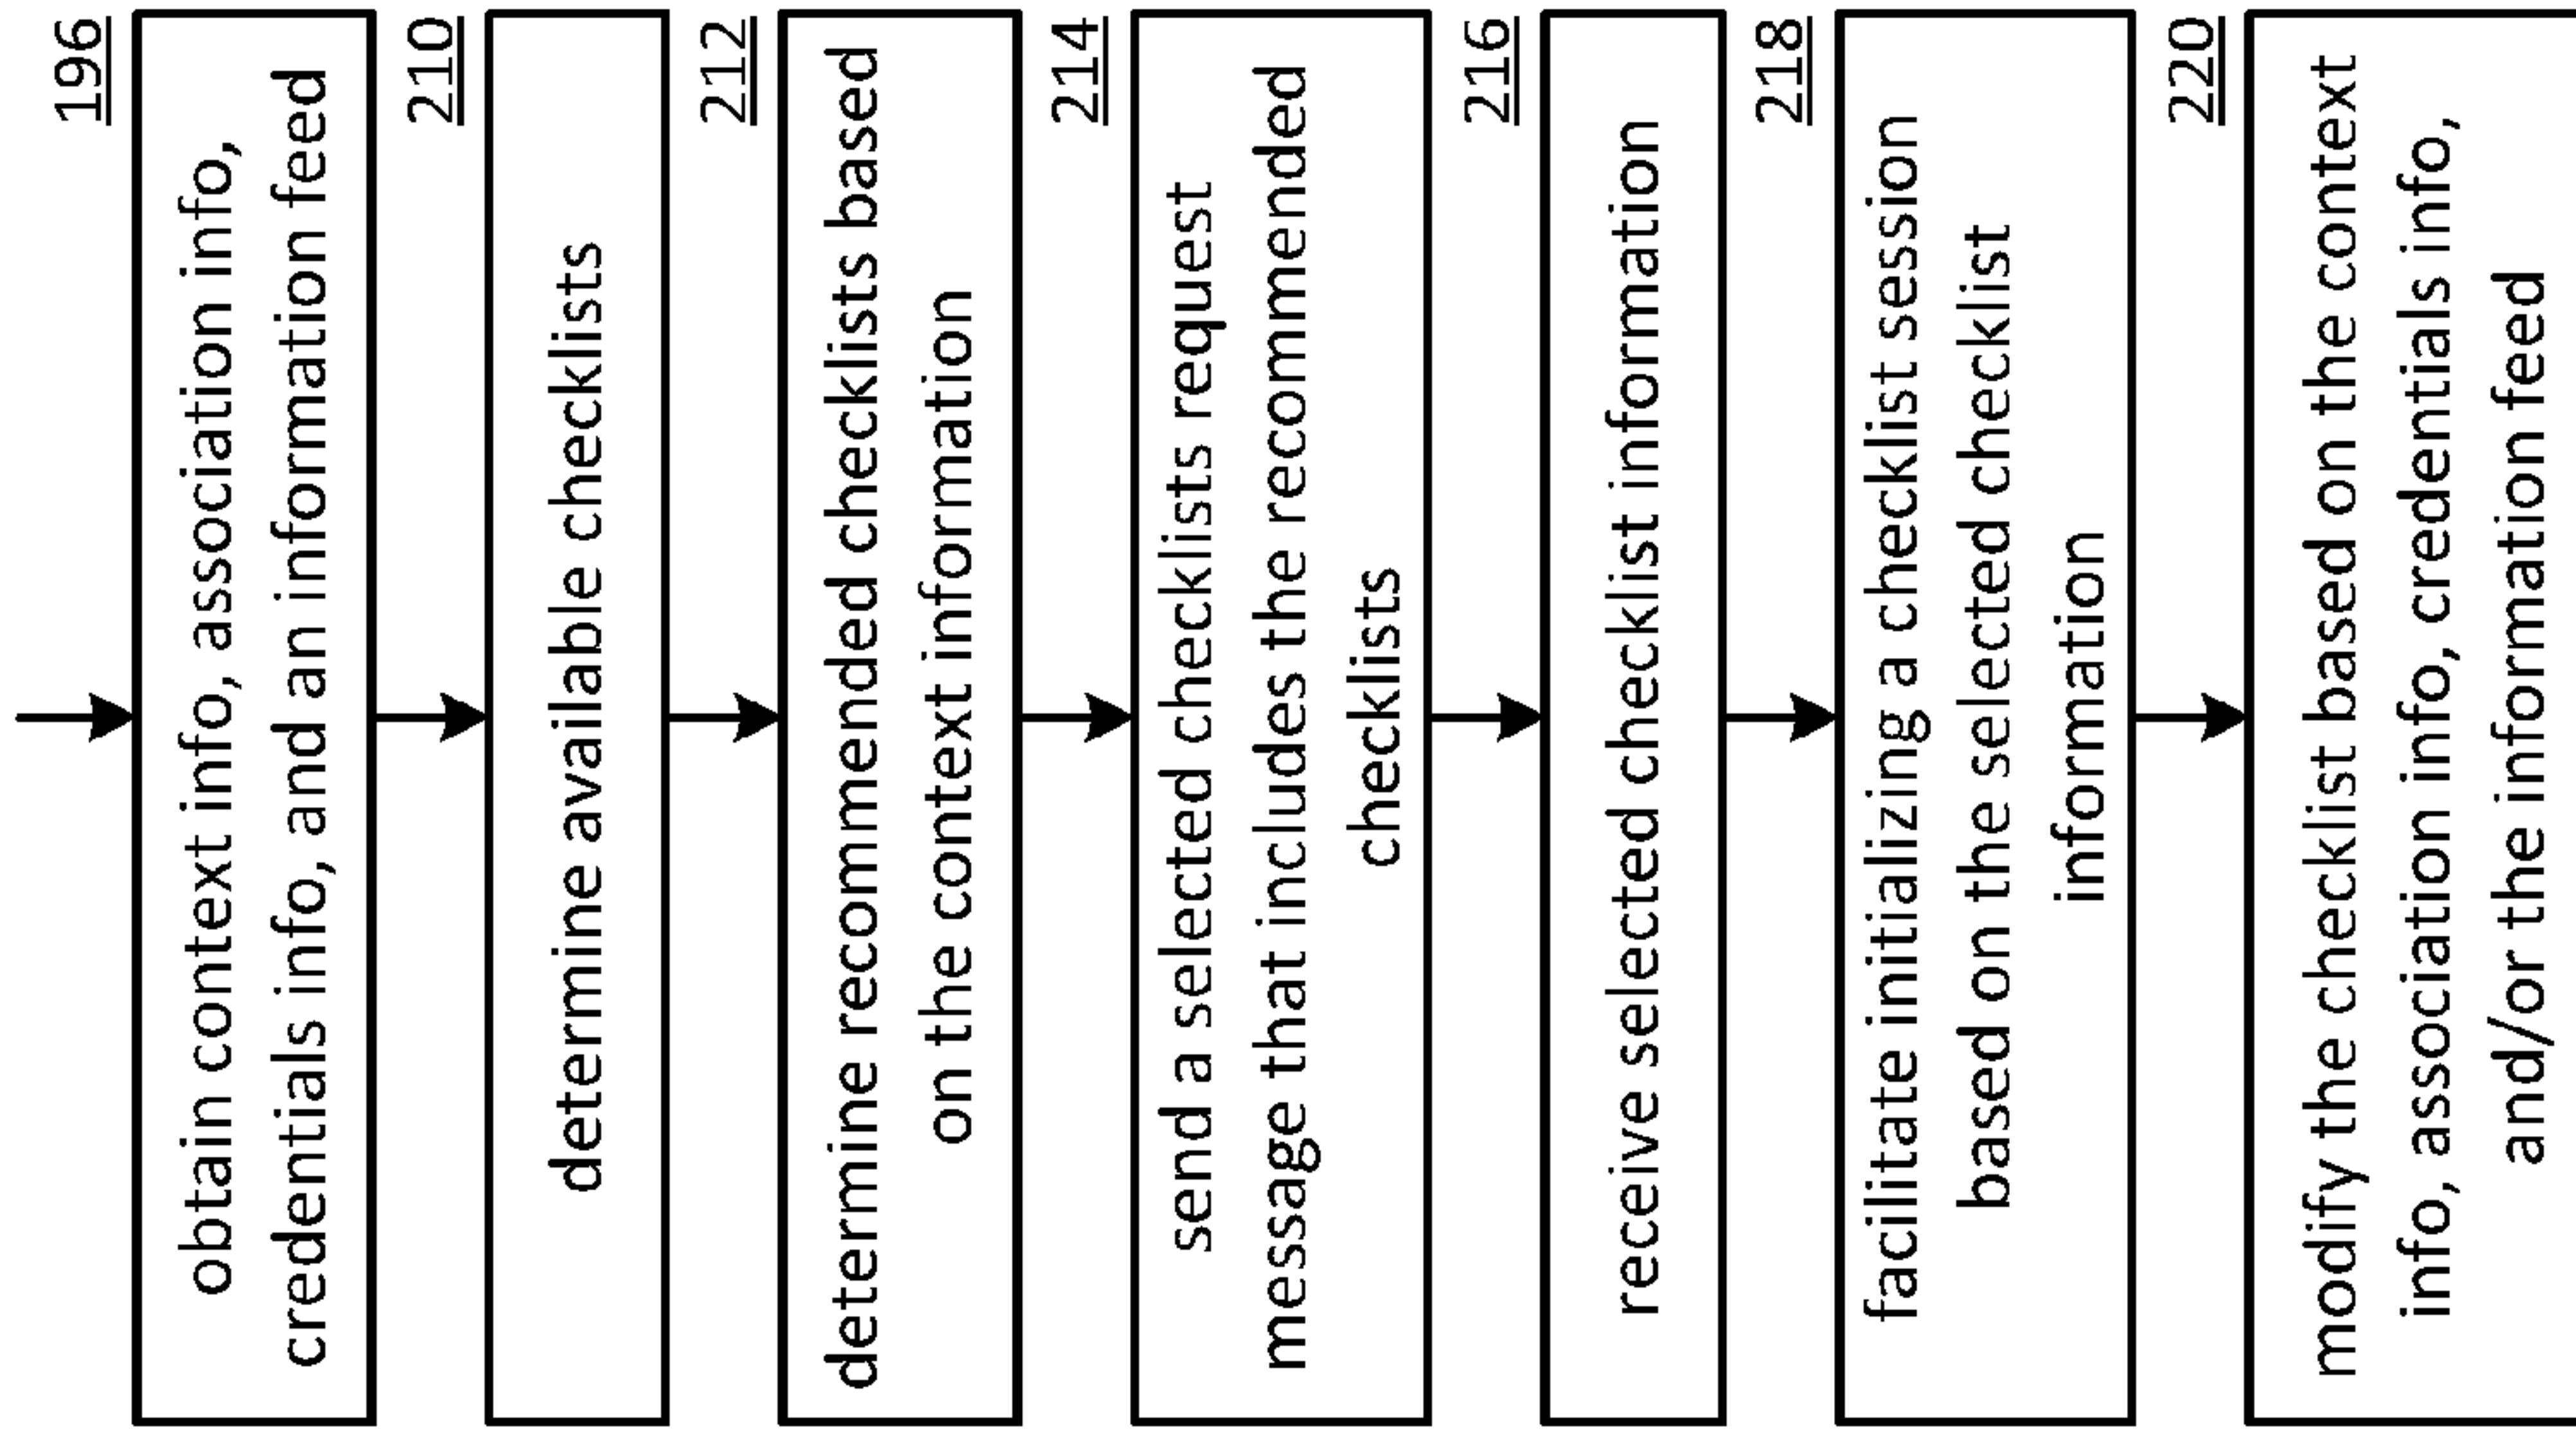 196
obtain context info, association info,
credentials info, and an information feed
210
determine available checklists
212
determine recommended checklists based
on the context information
214
send a selected checklists request
message that includes the recommended
checklists
216
receive selected checklist information
218
facilitate initializing a checklist session
based on the selected checklist
information
220
modify the checklist based on the context
info, association info, credentials info,
and/or the information feed